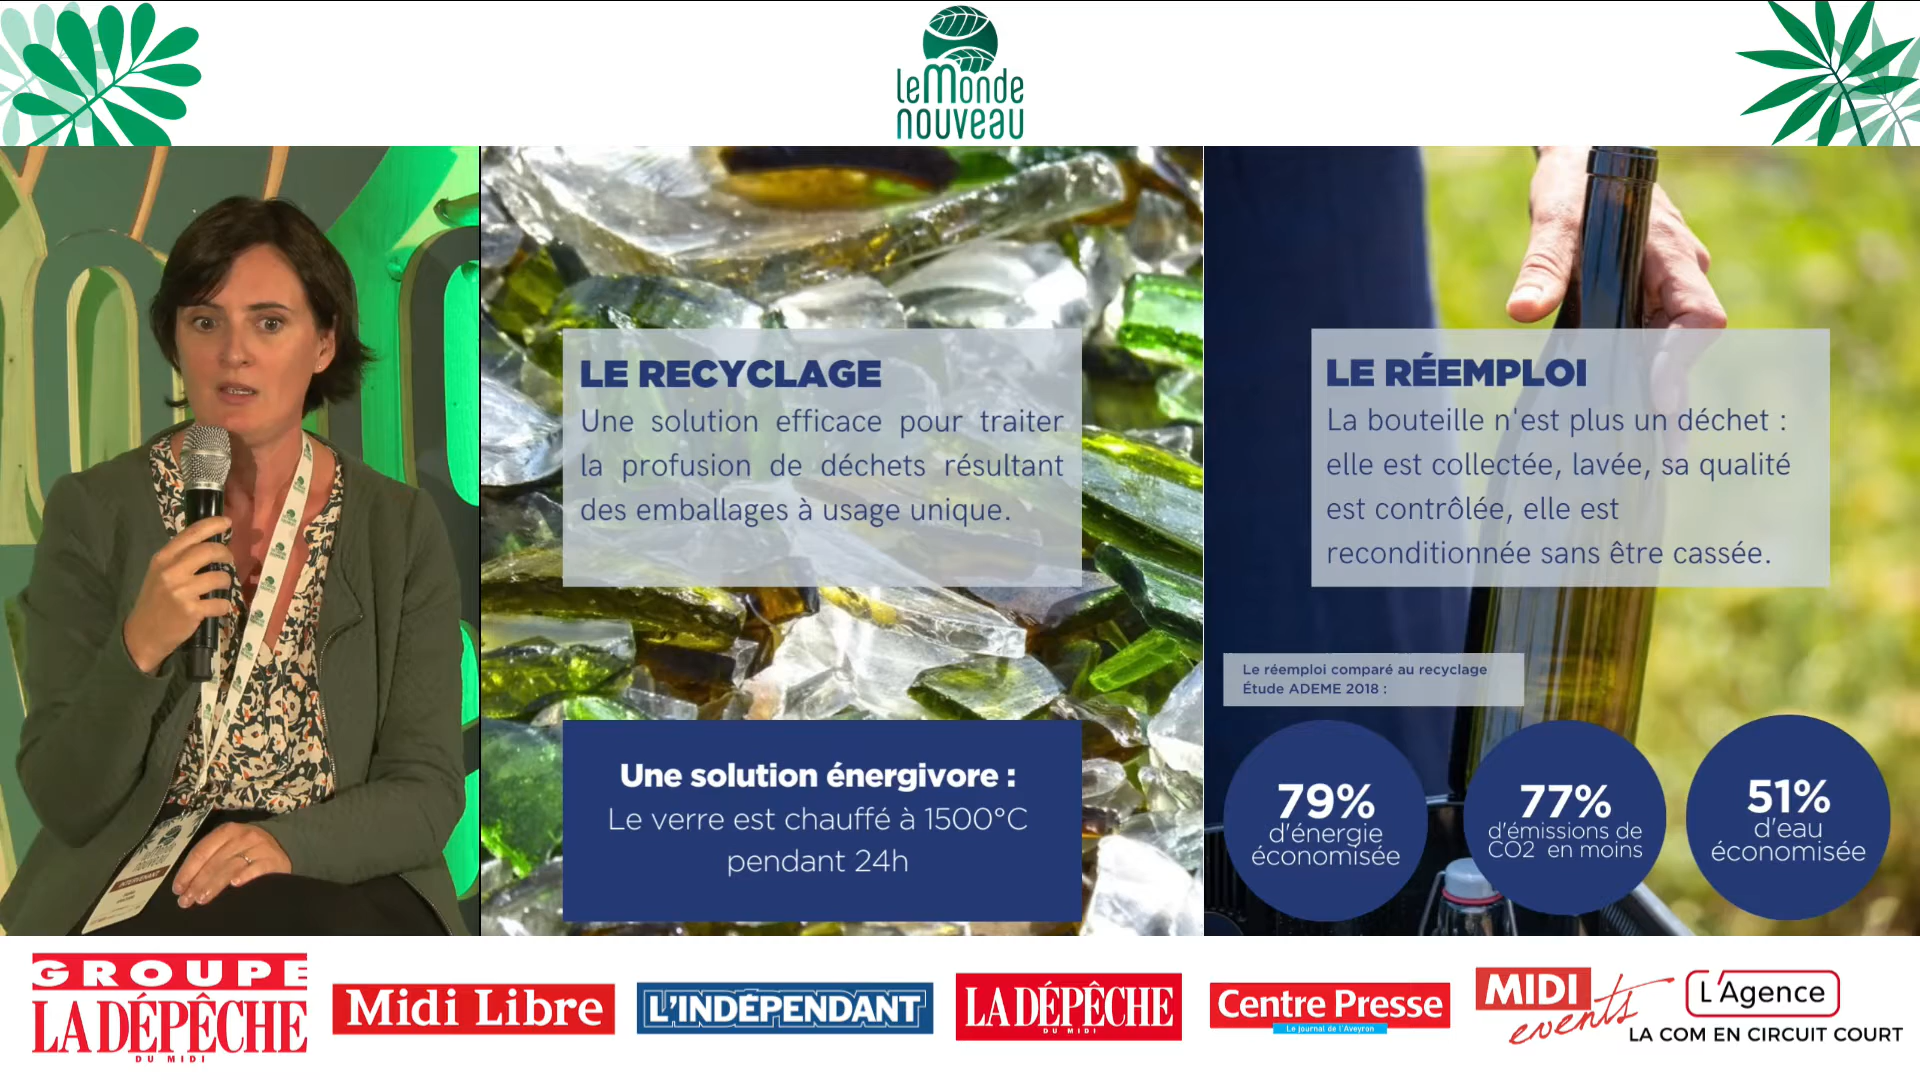 leMonde
nouveau
LE RECYCLAGE
Une solution efficace pour traiter
la profusion de déchets résultant
des emballages à usage unique.
Une solution énergivore :
Le verre est chauffé à 1500°C
pendant 24h
LE RÉEMPLOI
La bouteille n'est plus un déchet :
elle est collectée, lavée, sa qualité
est contrôlée, elle est
reconditionnée sans être cassée.
Le réemploi comparé au recyclage
Étude ADEME 2018 :
79%
d'énergie
économisée
77%
d'émissions de
CO2 en moins
51%
d'eau
économisée
leMonde
nouveau
INTERVENANT
GROUPE
LA DÉPÊCHE
DU MIDI
Midi Libre
L'INDÉPENDANT
LA DÉPÊCHE
DU MIDI
Centre Presse
Le journal de l'Aveyron
MIDI
events
L'Agence
LA COM EN CIRCUIT COURT